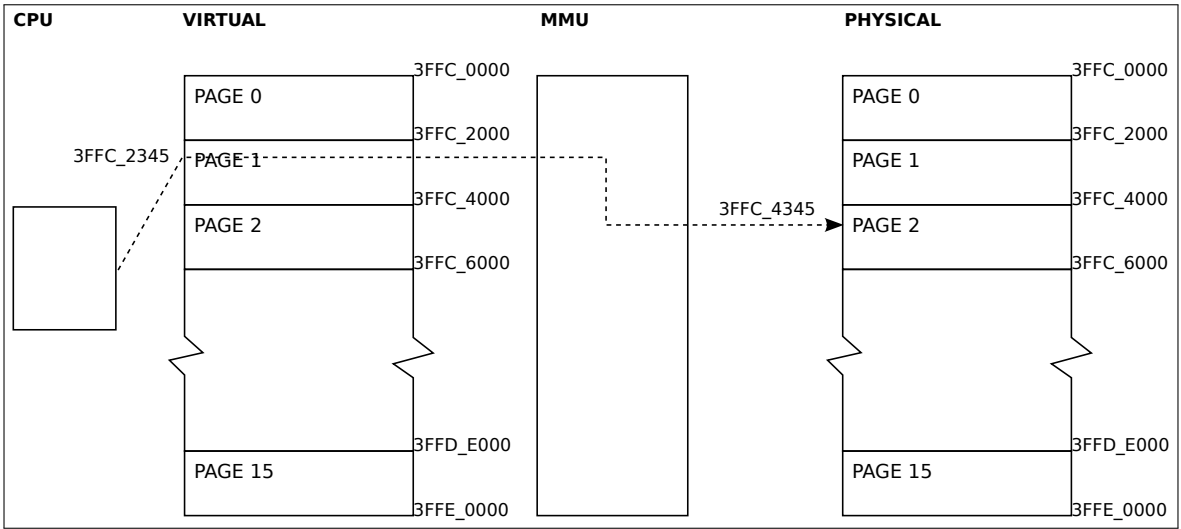 CPU
VIRTUAL
MMU
PHYSICAL
3FFC_0000
3FFC_0000
PAGE 0
PAGE 0
3FFC_2000
3FFC_2000
3FFC_2345
PAGE 1
PAGE 1
3FFC_4000
3FFC_4000
3FFC_4345
PAGE 2
PAGE 2
3FFC_6000
3FFC_6000
3FFD_E000
3FFD_E000
PAGE 15
PAGE 15
3FFE_0000
3FFE_0000